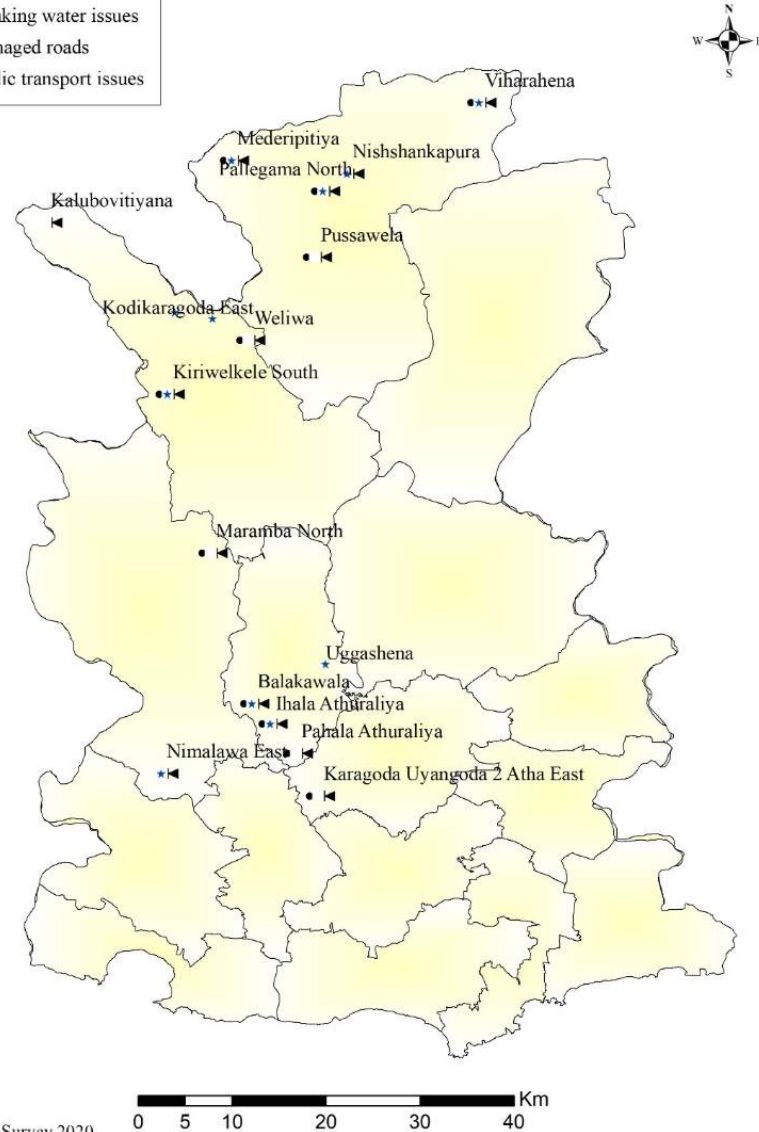 king water issues
aged roads
lic transport issues
N
W
S
Viharahena
Mederipitiya
Nishshankapura
Pallegama North
Kalubovitiyana
Pussawela
Kodikaragoda East
Weliwa
Kiriwelkele South
Maramba North
Uggashena
Balakawala
Ihala Athuraliya
Pahala Athuraliya
Nimalawa East
Karagoda Uyangoda 2 Atha East
Km
0 5 10 20 30 40
Survey 2020